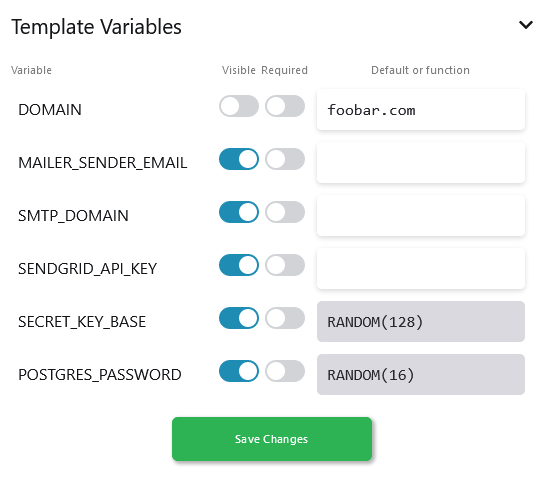 Template Variables
Variable Visible Required Default or function
DOMAIN foobar.com
MAILER_SENDER_EMAIL
SMTP_DOMAIN
SENDGRID_API_KEY
SECRET_KEY_BASE RANDOM(128)
POSTGRES_PASSWORD RANDOM(16)
Save Changes